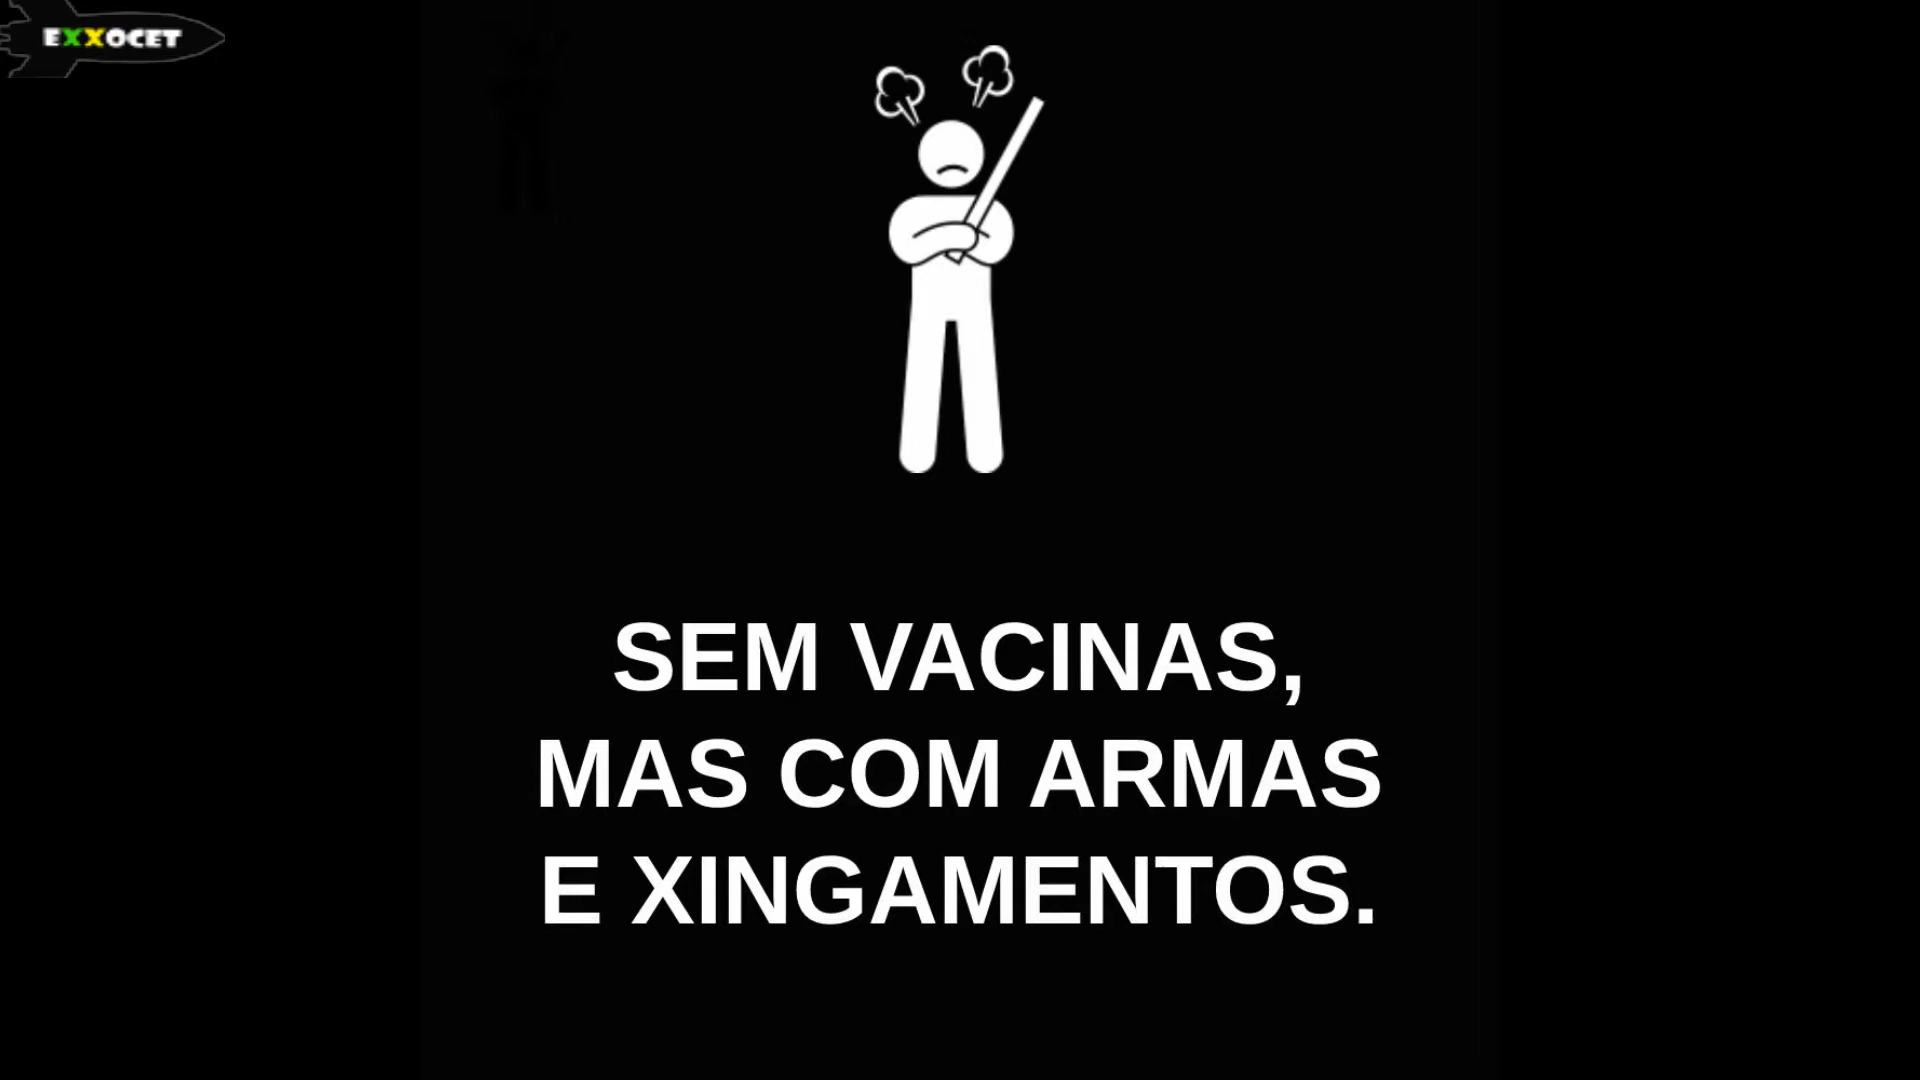 EXXOCET
SEM VACINAS,
MAS COM ARMAS
E XINGAMENTOS.